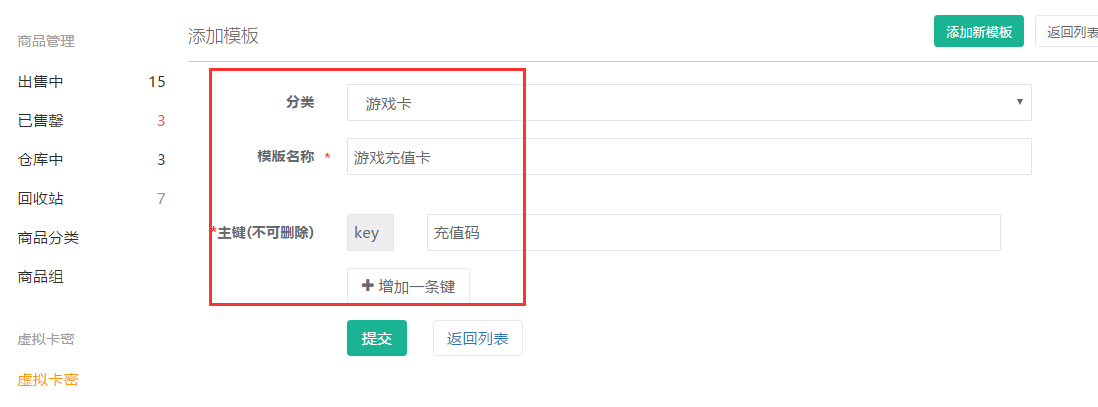 商品管理
出售中 15
已售罄 3
仓库中 3
回收站 7
商品分类
商品组
虚拟卡密
虚拟卡密
添加模板 添加新模板 返回列表
分类 游戏卡
模版名称 * 游戏充值卡
*主键(不可删除) key 充值码
+ 增加一条键
提交 返回列表